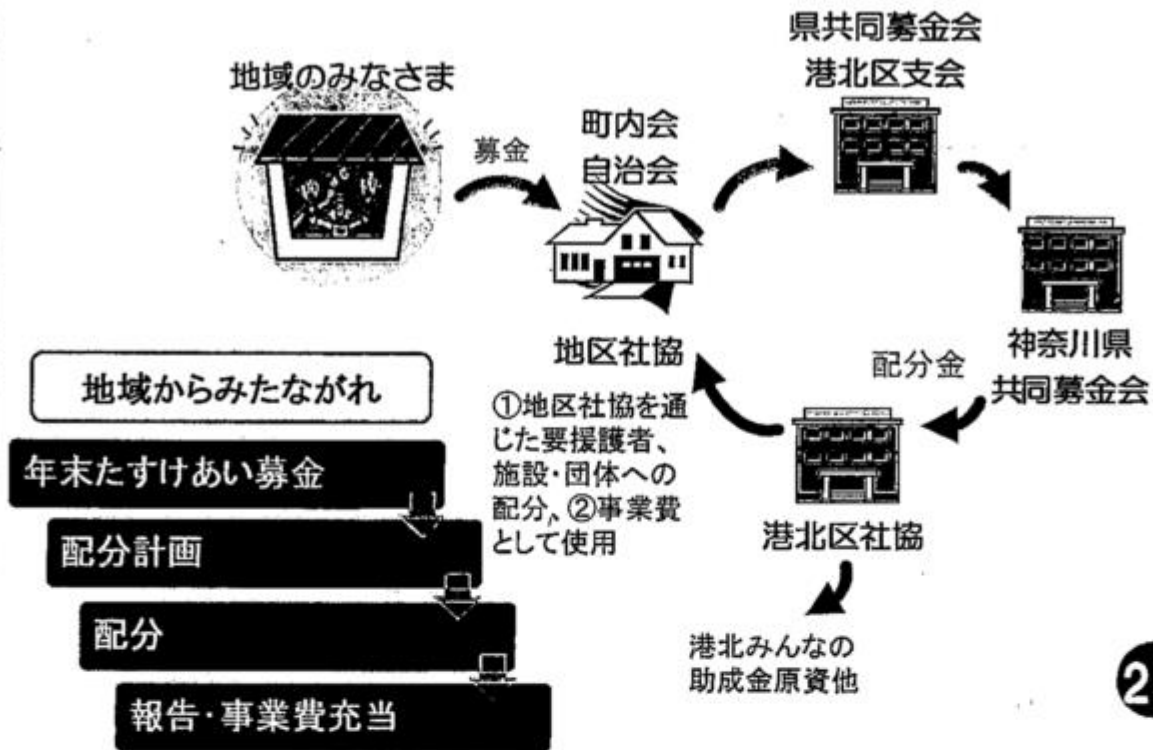 地域のみなさま
募金
町内会
自治会
県共同募金会
港北区支会
神奈川県
共同募金会
配分金
港北区社協
港北みんなの
助成金原資他
地区社協
①地区社協を通
じた要援護者、
施設・団体への
配分、②事業費
として使用
地域からみたながれ
年末たすけあい募金
配分計画
配分
報告・事業費充当
2